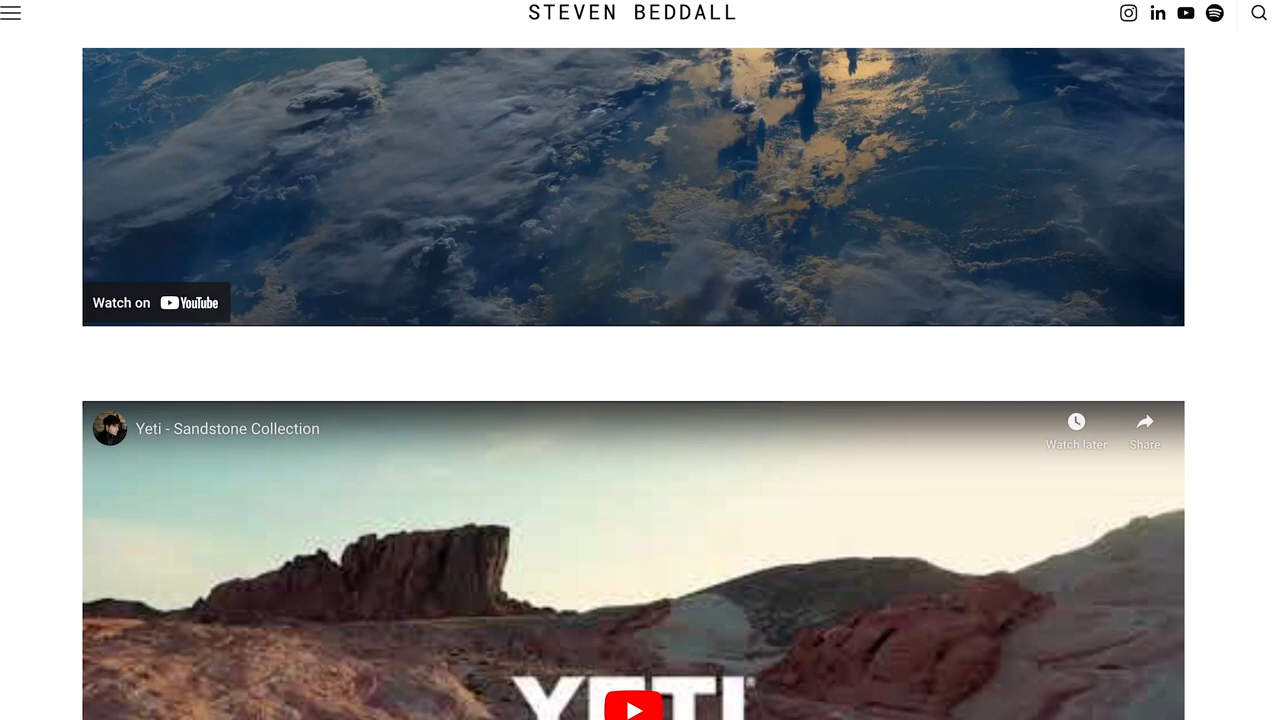 STEVEN BEDDALL
Watch on YouTube
Yeti - Sandstone Collection
Watch later
Share
YETI